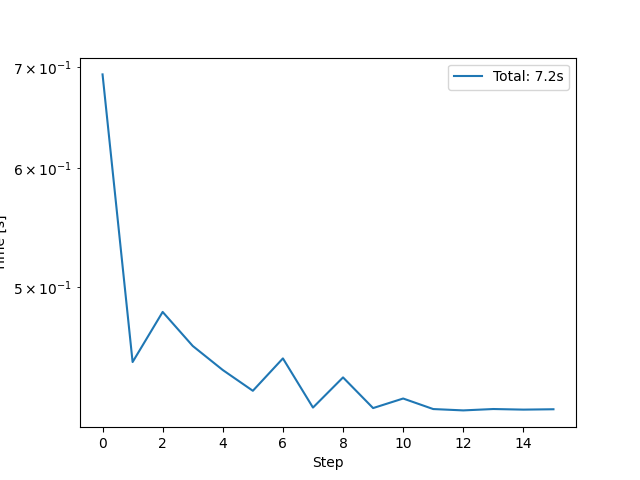 Total: 7.2s
7 × 10⁻¹
6 × 10⁻¹
5 × 10⁻¹
[s]
0 2 4 6 8 10 12 14
Step